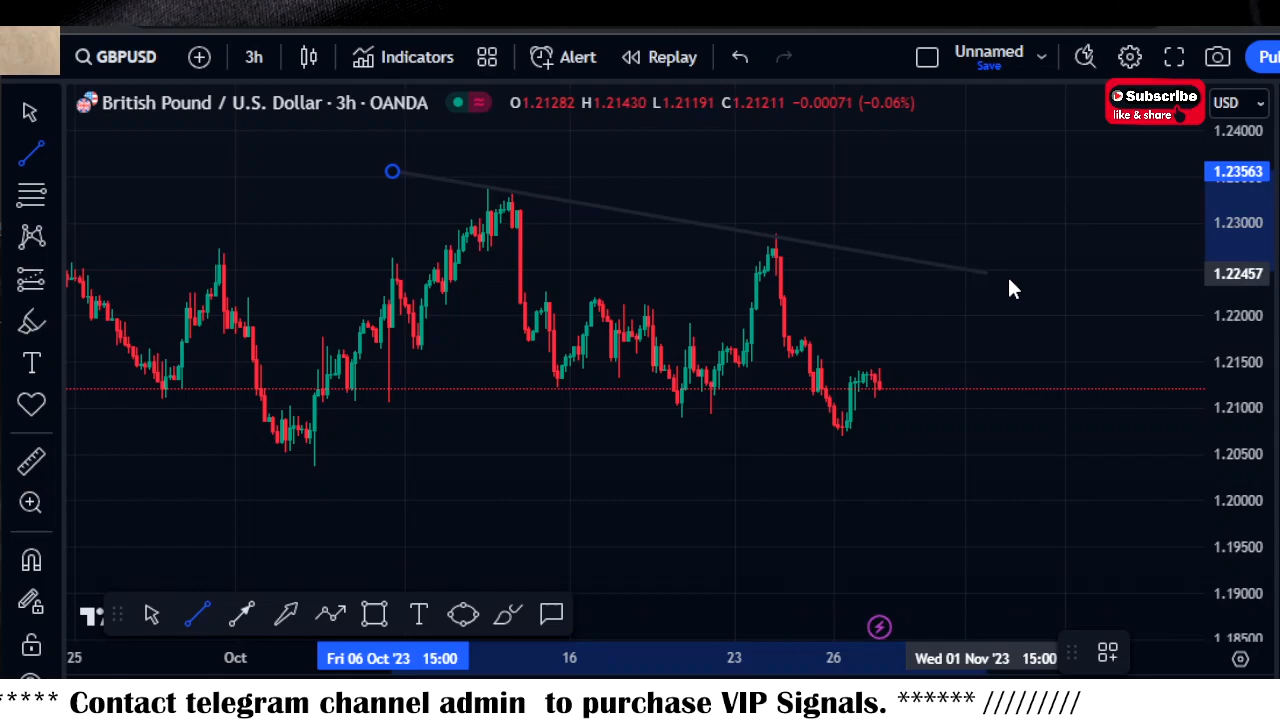 GBPUSD
3h
Indicators
Alert
Replay
Unnamed
Save
Pu
British Pound / U.S. Dollar · 3h · OANDA
O1.21282 H1.21430 L1.21191 C1.21211 −0.00071 (−0.06%)
Subscribe
like & share
USD
1.24000
1.23563
1.23000
1.22457
1.22000
1.21500
1.21000
1.20500
1.20000
1.19500
1.19000
1.18500
T
T
25
Oct
Fri 06 Oct '23 15:00
16
23
26
Wed 01 Nov '23 15:00
***** Contact telegram channel admin to purchase VIP Signals. ****** /////////